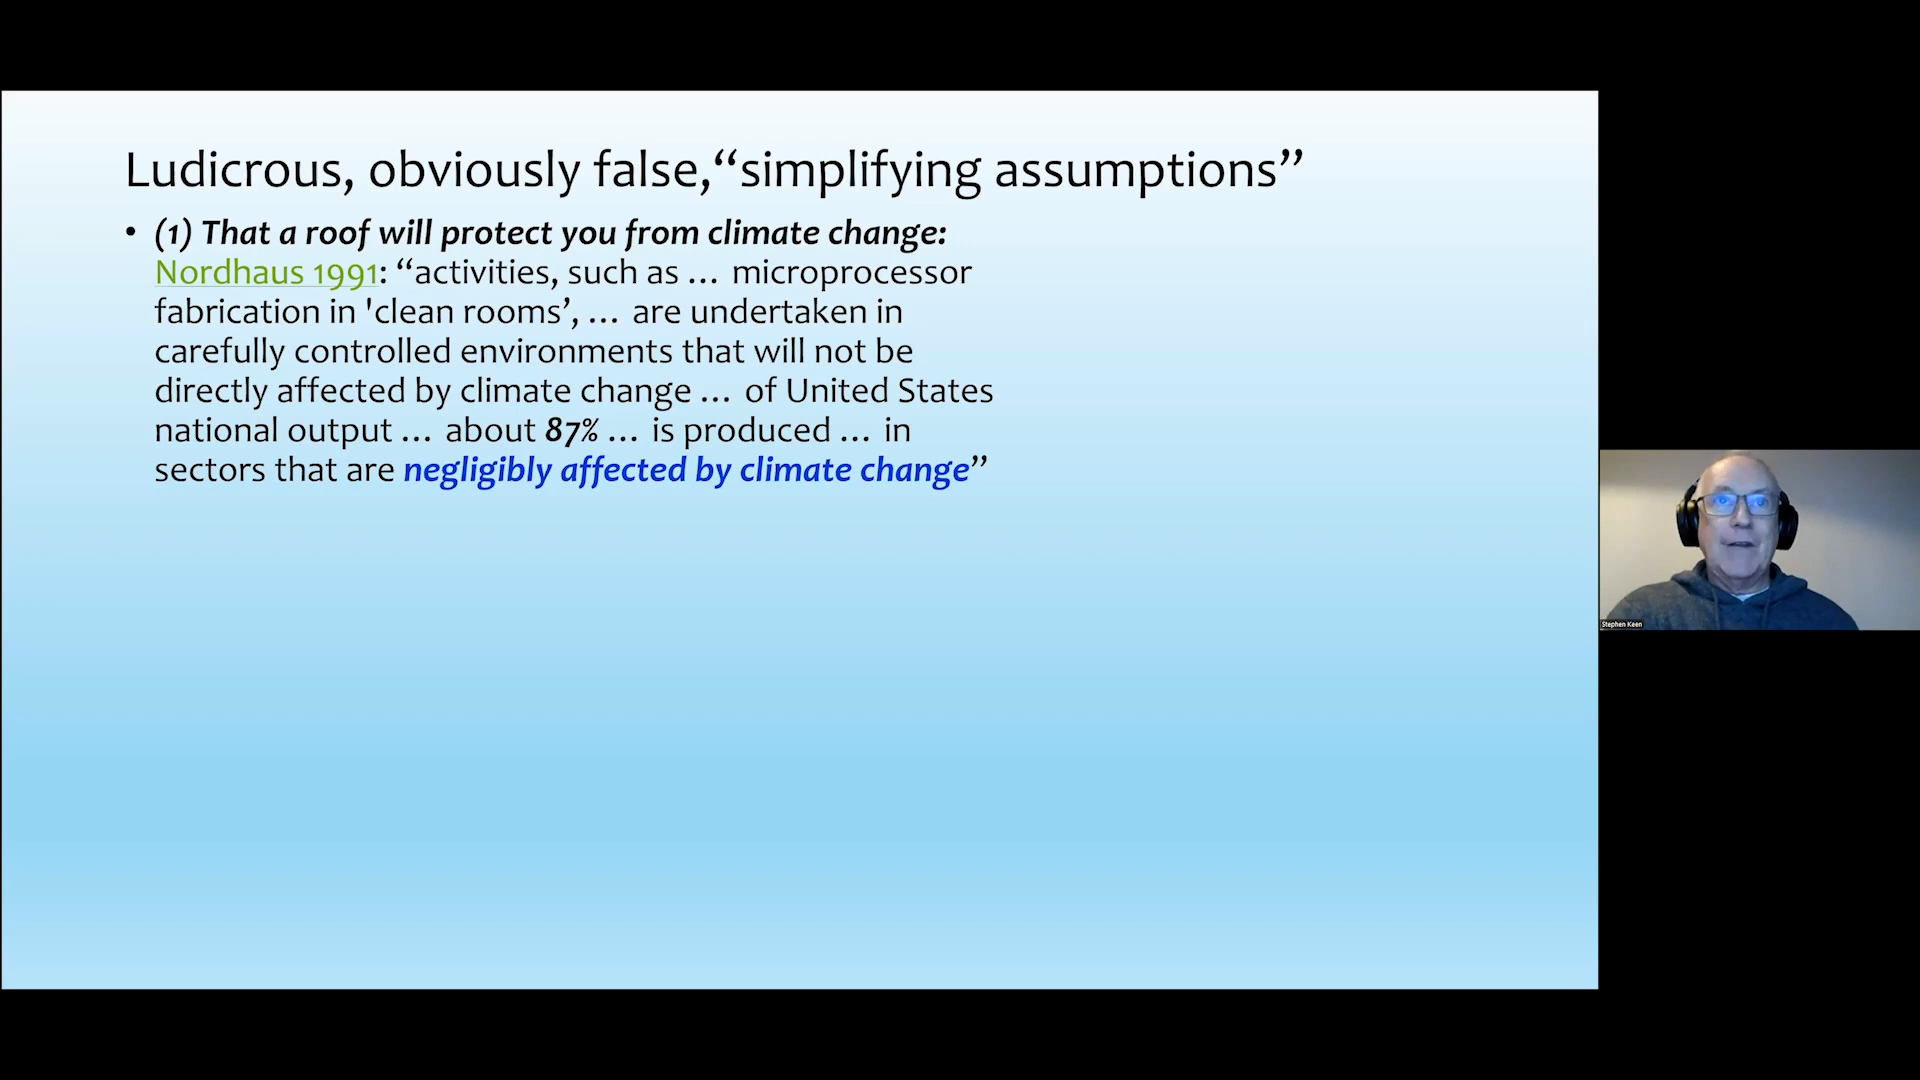 Ludicrous, obviously false,“simplifying assumptions”
• (1) That a roof will protect you from climate change:
Nordhaus 1991: “activities, such as … microprocessor
fabrication in 'clean rooms’, … are undertaken in
carefully controlled environments that will not be
directly affected by climate change … of United States
national output … about 87% … is produced … in
sectors that are negligibly affected by climate change”
Stephen Keen